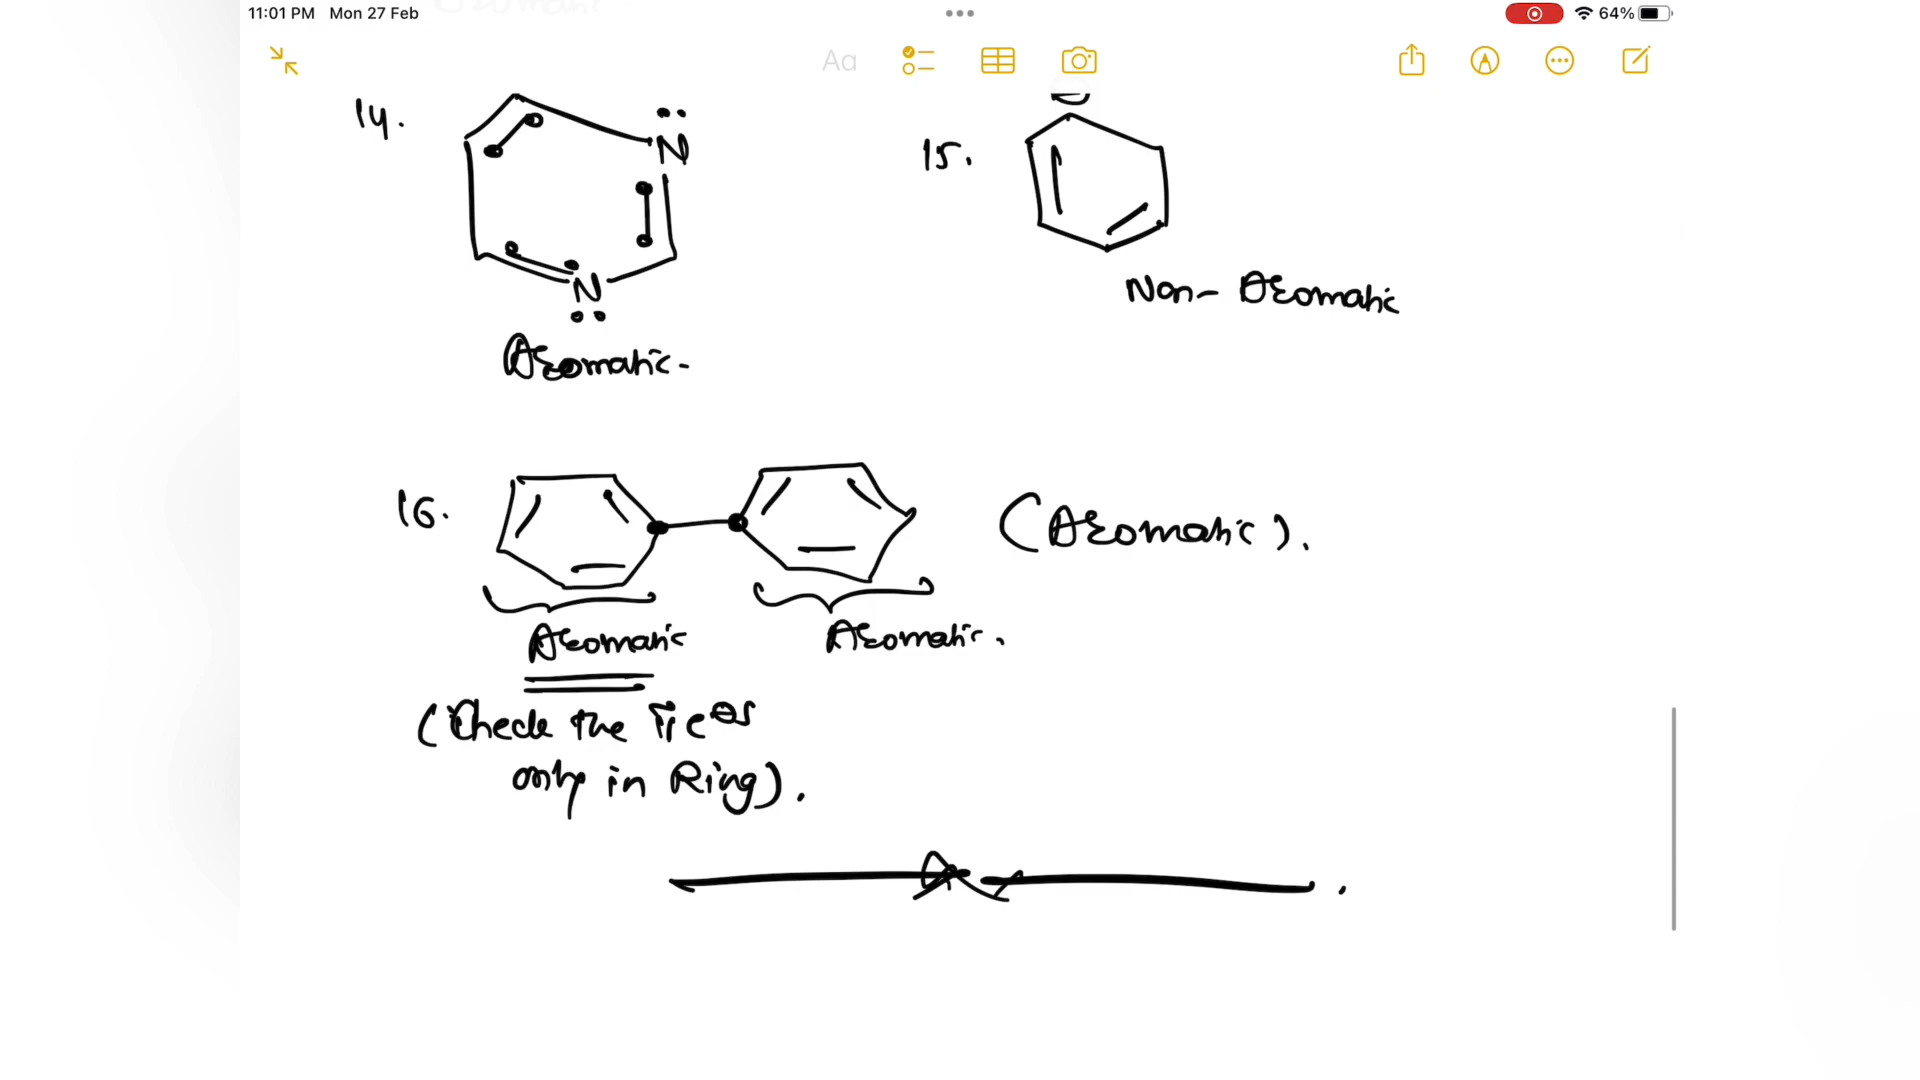 11:01 PM Mon 27 Feb
64%
Aa
14.
N
N
Aromatic.
15.
Non-Aromatic
16.
(Aromatic).
Aromatic
Aromatic.
(Check the πe⊖s
only in Ring).